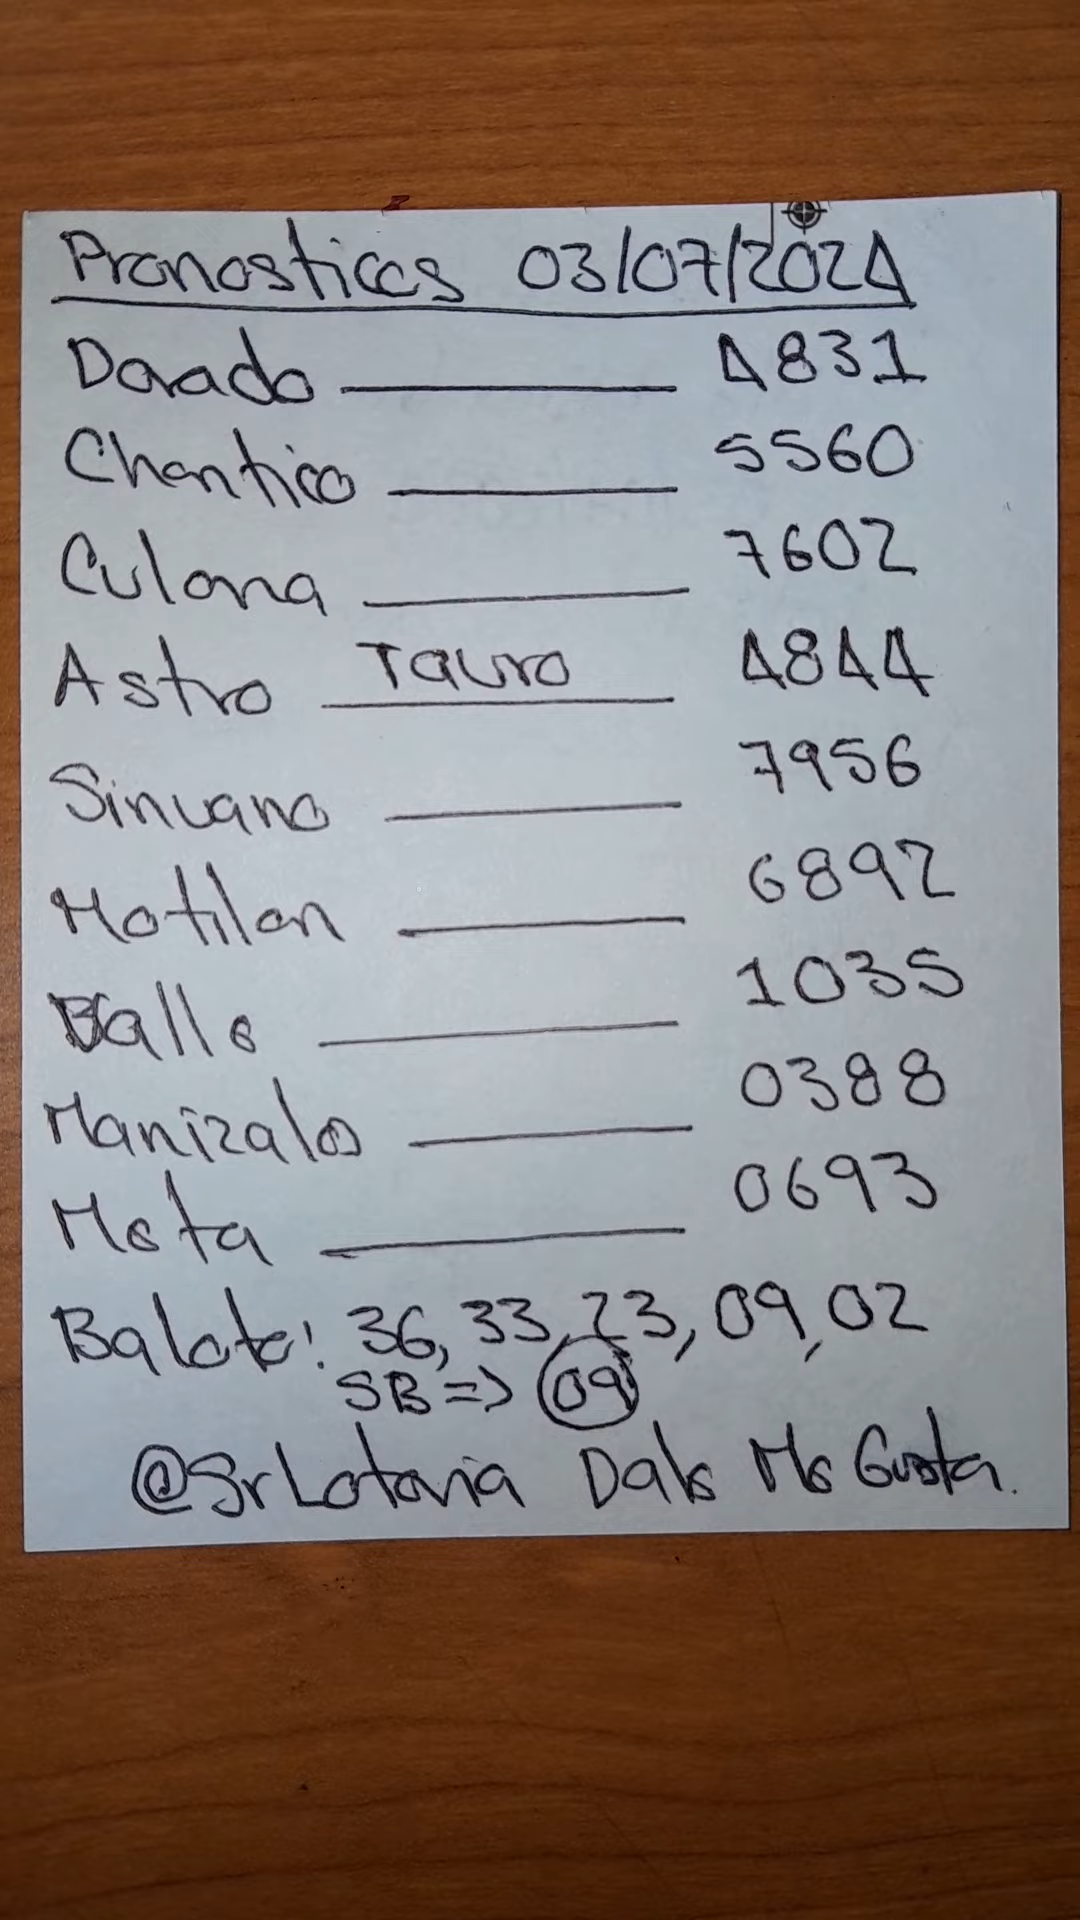 Pronosticos 03/07/2024
Dorado 4831
Chontico 5560
Culona 7602
Astro Tauro 4844
Sinuano 7956
Motilon 6892
Valle 1035
Manizales 0388
Meta 0693
Baloto! 36, 33, 23, 09, 02
SB => 09
@SrLoteria Dale Me Gusta.